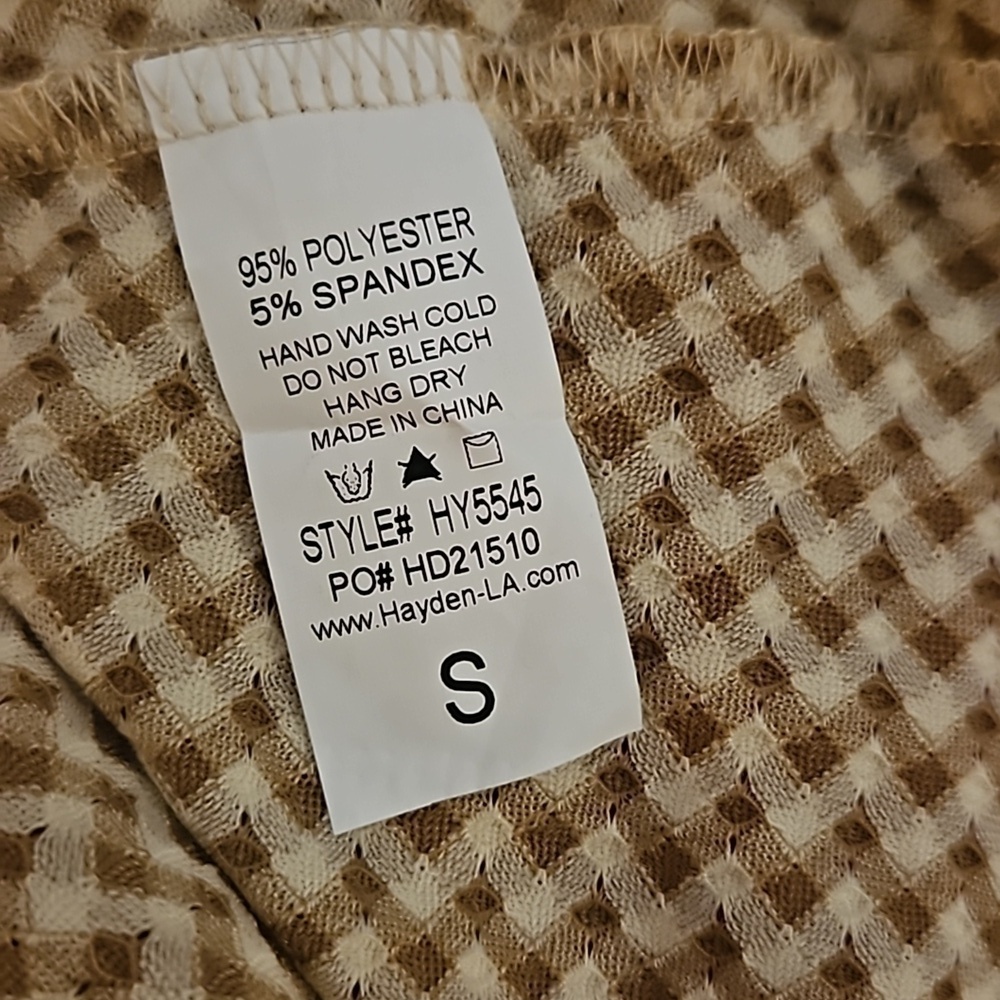 95% POLYESTER
5% SPANDEX
HAND WASH COLD
DO NOT BLEACH
HANG DRY
MADE IN CHINA
STYLE# HY5545
PO# HD21510
www.Hayden-LA.com
S